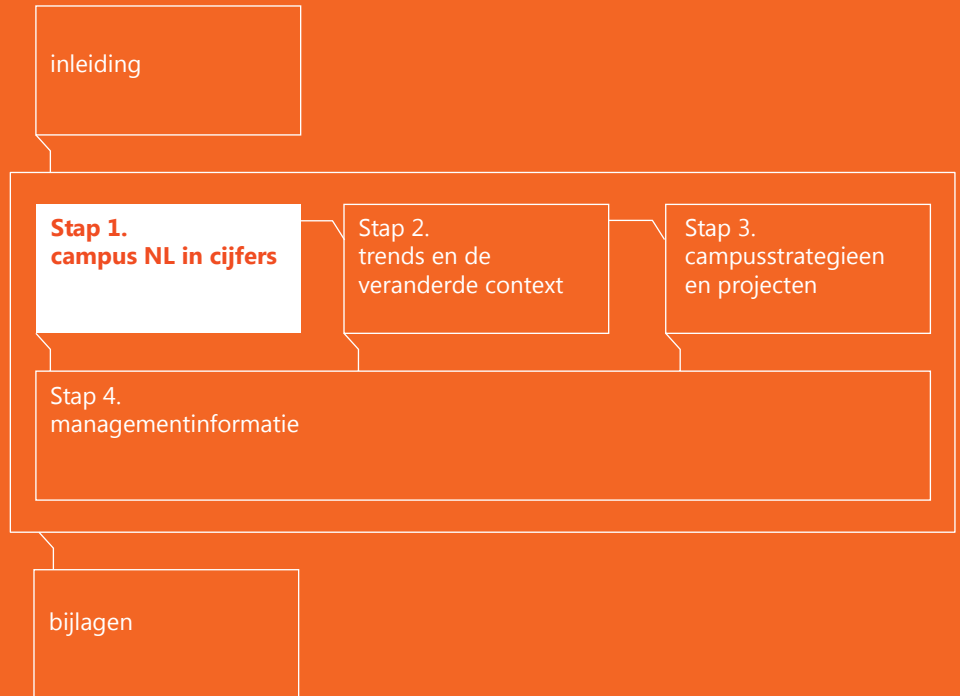 inleiding
Stap 1.
campus NL in cijfers
Stap 2.
trends en de
veranderde context
Stap 3.
campusstrategieen
en projecten
Stap 4.
managementinformatie
bijlagen